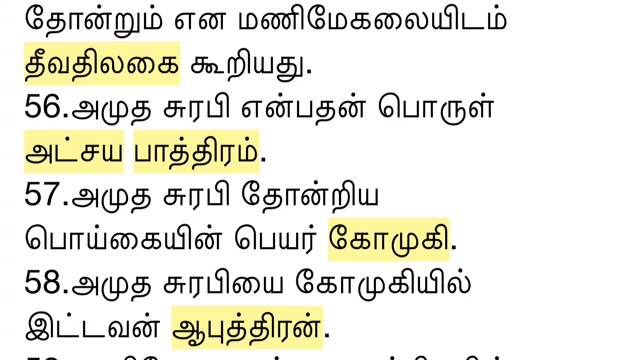 தோன்றும் என மணிமேகலையிடம்
தீவதிலகை கூறியது.
56.அமுத சுரபி என்பதன் பொருள்
அட்சய பாத்திரம்.
57.அமுத சுரபி தோன்றிய
பொய்கையின் பெயர் கோமுகி.
58.அமுத சுரபியை கோமுகியில்
இட்டவன் ஆபுத்திரன்.